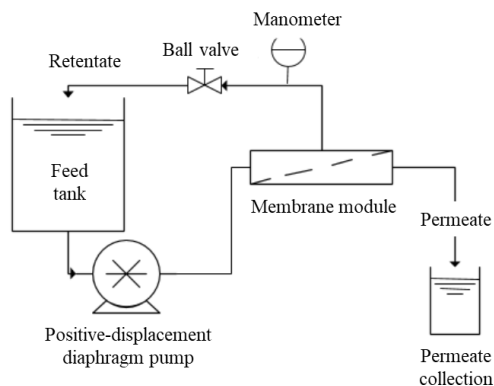 Manometer
Ball valve
Retentate
Feed
tank
Membrane module
Permeate
Positive-displacement
diaphragm pump
Permeate
collection